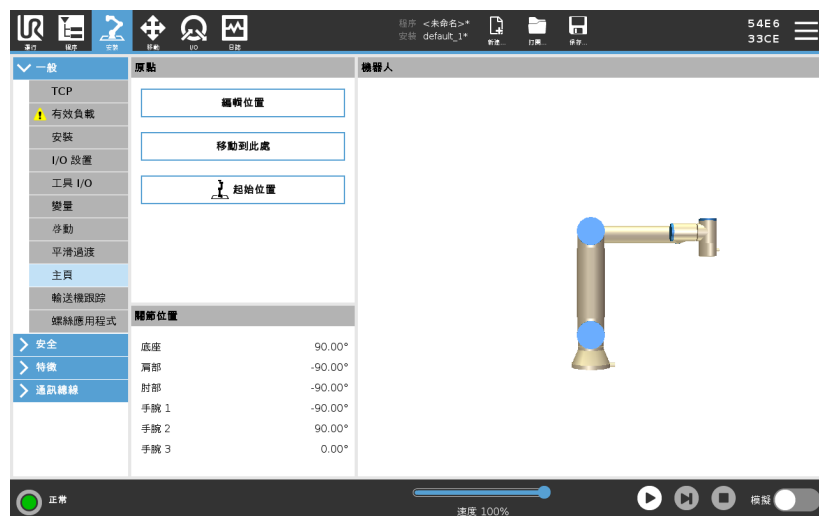 UR
程序 <未命名>*
安裝 default_1*
54E6
33CE
運行
程序
安裝
移動
I/O
日誌
新建...
打開...
保存...
一般
TCP
有效負載
安裝
I/O 設置
工具 I/O
變量
啓動
平滑過渡
主頁
輸送機跟踪
螺絲應用程式
安全
特徵
通訊總線
原點
編輯位置
移動到此處
起始位置
關節位置
底座 90.00°
肩部 -90.00°
肘部 -90.00°
手腕 1 -90.00°
手腕 2 90.00°
手腕 3 0.00°
機器人
正常
速度 100%
模擬